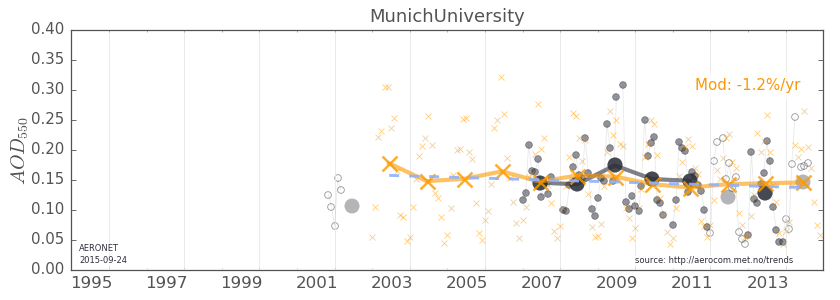 MunichUniversity
0.40
0.35
0.30
0.25
0.20
0.15
0.10
0.05
0.00
AOD550
Mod: -1.2%/yr
AERONET
2015-09-24
source: http://aerocom.met.no/trends
1995 1997 1999 2001 2003 2005 2007 2009 2011 2013